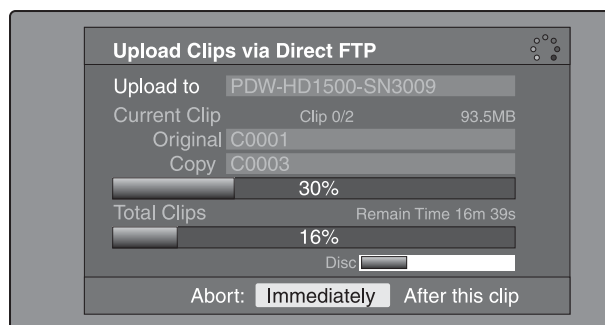 Upload Clips via Direct FTP
Upload to PDW-HD1500-SN3009
Current Clip Clip 0/2 93.5MB
Original C0001
Copy C0003
30%
Total Clips Remain Time 16m 39s
16%
Disc
Abort: Immediately After this clip